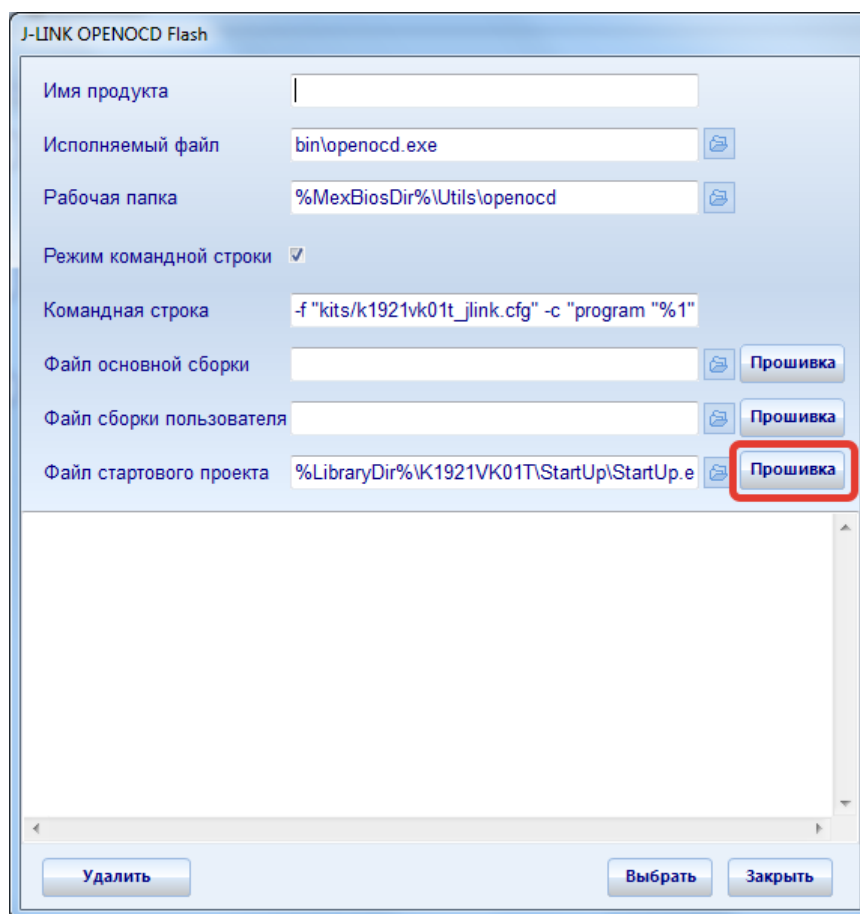 J-LINK OPENOCD Flash
Имя продукта
Исполняемый файл bin\openocd.exe
Рабочая папка %MexBiosDir%\Utils\openocd
Режим командной строки
Командная строка -f "kits/k1921vk01t_jlink.cfg" -c "program "%1"
Файл основной сборки Прошивка
Файл сборки пользователя Прошивка
Файл стартового проекта %LibraryDir%\K1921VK01T\StartUp\StartUp.e Прошивка
Удалить Выбрать Закрыть